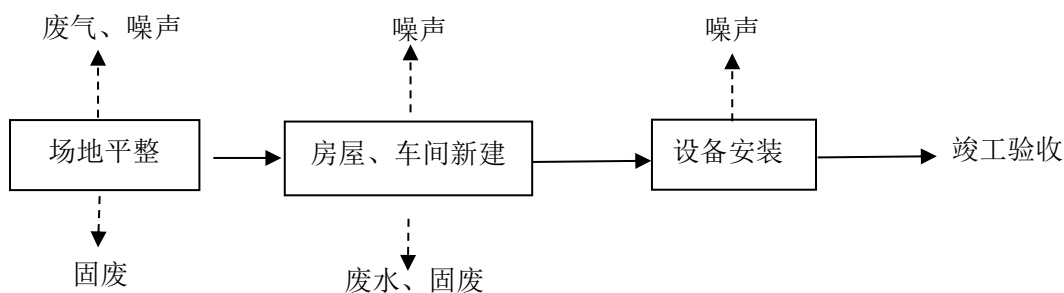 废气、噪声
噪声
噪声
场地平整
房屋、车间新建
设备安装
竣工验收
固废
废水、固废